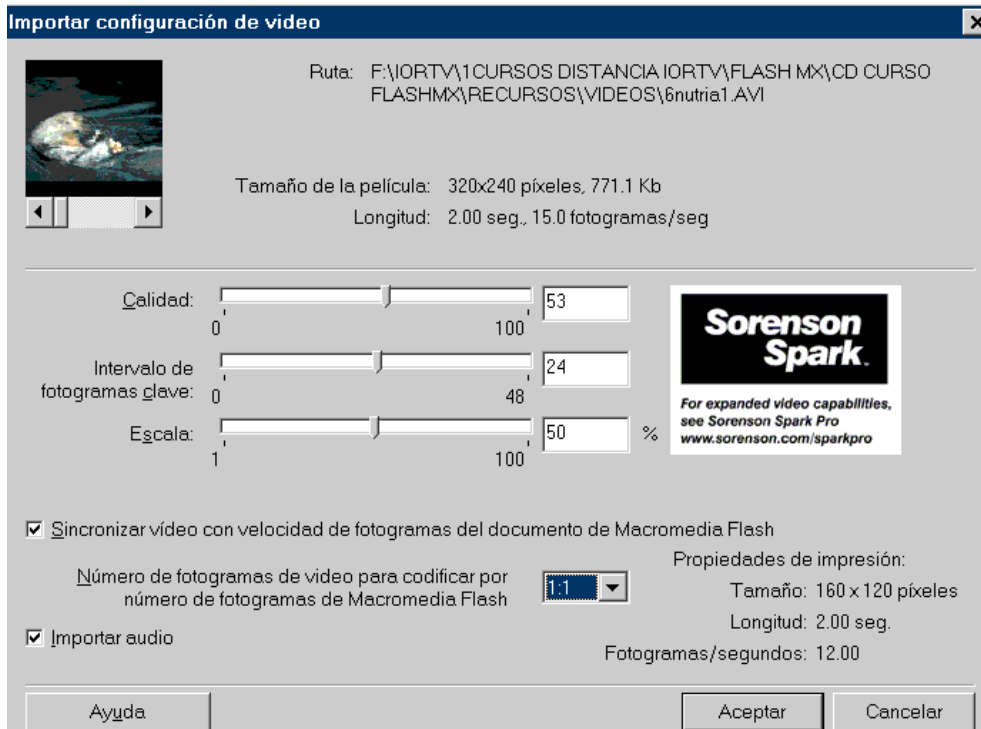 Importar configuración de video
Ruta: F:\IORTV\1CURSOS DISTANCIA IORTV\FLASH MX\CD CURSO
FLASHMX\RECURSOS\VIDEOS\6nutria1.AVI
Tamaño de la película: 320x240 píxeles, 771.1 Kb
Longitud: 2.00 seg., 15.0 fotogramas/seg
Calidad: 53
0 100
Intervalo de
fotogramas clave: 24
0 48
Escala: 50 %
1 100
Sorenson
Spark.
For expanded video capabilities,
see Sorenson Spark Pro
www.sorenson.com/sparkpro
Sincronizar vídeo con velocidad de fotogramas del documento de Macromedia Flash
Número de fotogramas de video para codificar por
número de fotogramas de Macromedia Flash 1:1
Importar audio
Propiedades de impresión:
Tamaño: 160 x 120 píxeles
Longitud: 2.00 seg.
Fotogramas/segundos: 12.00
Ayuda Aceptar Cancelar